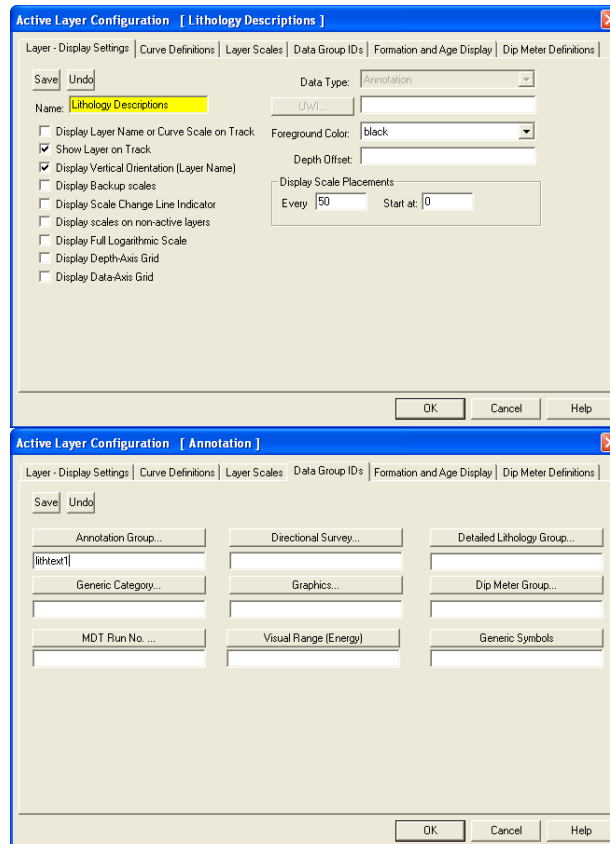 Active Layer Configuration [ Lithology Descriptions ]
Layer - Display Settings Curve Definitions Layer Scales Data Group IDs Formation and Age Display Dip Meter Definitions
Save Undo Data Type: Annotation
Name: Lithology Descriptions UWI...
Display Layer Name or Curve Scale on Track Foreground Color: black
Show Layer on Track
Display Vertical Orientation (Layer Name) Depth Offset:
Display Backup scales Display Scale Placements
Display Scale Change Line Indicator Every 50 Start at: 0
Display scales on non-active layers
Display Full Logarithmic Scale
Display Depth-Axis Grid
Display Data-Axis Grid
OK Cancel Help
Active Layer Configuration [ Annotation ]
Layer - Display Settings Curve Definitions Layer Scales Data Group IDs Formation and Age Display Dip Meter Definitions
Save Undo
Annotation Group... Directional Survey... Detailed Lithology Group...
lithtext1
Generic Category... Graphics... Dip Meter Group...
MDT Run No. ... Visual Range (Energy) Generic Symbols
OK Cancel Help